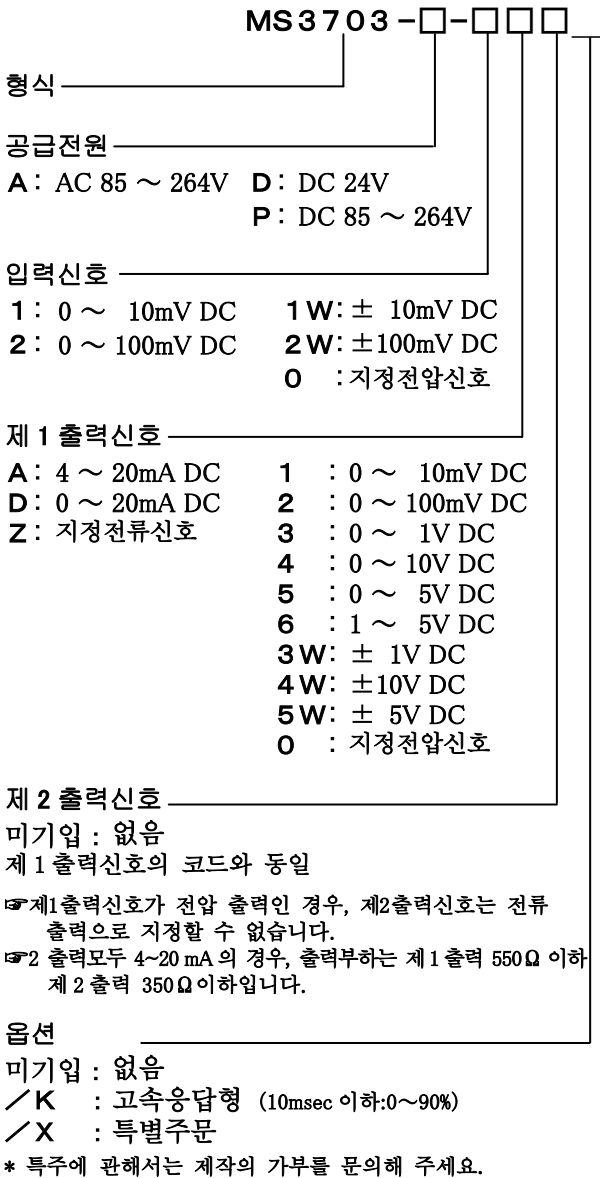 MS3703-□-□□□
형식
공급전원
A: AC 85 ～ 264V D: DC 24V
P: DC 85 ～ 264V
입력신호
1: 0 ～ 10mV DC 1W: ± 10mV DC
2: 0 ～ 100mV DC 2W: ±100mV DC
0 : 지정전압신호
제 1 출력신호
A: 4 ～ 20mA DC 1 : 0 ～ 10mV DC
D: 0 ～ 20mA DC 2 : 0 ～ 100mV DC
Z: 지정전류신호 3 : 0 ～ 1V DC
4 : 0 ～ 10V DC
5 : 0 ～ 5V DC
6 : 1 ～ 5V DC
3W: ± 1V DC
4W: ±10V DC
5W: ± 5V DC
0 : 지정전압신호
제 2 출력신호
미기입 : 없음
제 1 출력신호의 코드와 동일
☞제1출력신호가 전압 출력인 경우, 제2출력신호는 전류
출력으로 지정할 수 없습니다.
☞2 출력모두 4~20 mA 의 경우, 출력부하는 제 1 출력 550Ω 이하
제 2 출력 350Ω이하입니다.
옵션
미기입 : 없음
／K : 고속응답형 (10msec 이하:0～90%)
／X : 특별주문
* 특주에 관해서는 제작의 가부를 문의해 주세요.